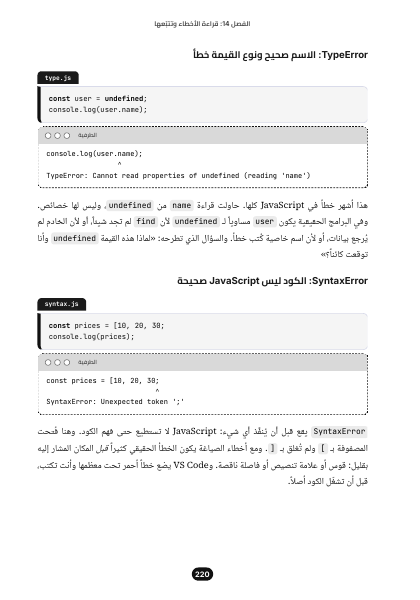 الفصل 14: قراءة الأخطاء وتتبّعها
TypeError: الاسم صحيح ونوع القيمة خطأ
type.js
const user = undefined;
console.log(user.name);
الطرفية
console.log(user.name);
^
TypeError: Cannot read properties of undefined (reading 'name')
هذا أشهر خطأ في JavaScript كلها. حاولت قراءة name من undefined، وليس لها خصائص.
وفي البرامج الحقيقية يكون user مساوياً لـ undefined لأن find لم تجد شيئاً، أو لأن الخادم لم
يُرجع بيانات، أو لأن اسم خاصية كُتب خطأً. والسؤال الذي تطرحه: «لماذا هذه القيمة undefined وأنا
توقعت كائناً؟»
SyntaxError: الكود ليس JavaScript صحيحة
syntax.js
const prices = [10, 20, 30;
console.log(prices);
الطرفية
const prices = [10, 20, 30;
^
SyntaxError: Unexpected token ';'
SyntaxError يقع قبل أن يُنفَّذ أي شيء: JavaScript لا تستطيع حتى فهم الكود. وهنا فُتحت
المصفوفة بـ [ ولم تُغلق بـ ]. ومع أخطاء الصياغة يكون الخطأ الحقيقي كثيراً قبل المكان المشار إليه
بقليل: قوس أو علامة تنصيص أو فاصلة ناقصة. وVS Code يضع خطاً أحمر تحت معظمها وأنت تكتب،
قبل أن تشغّل الكود أصلاً.
220